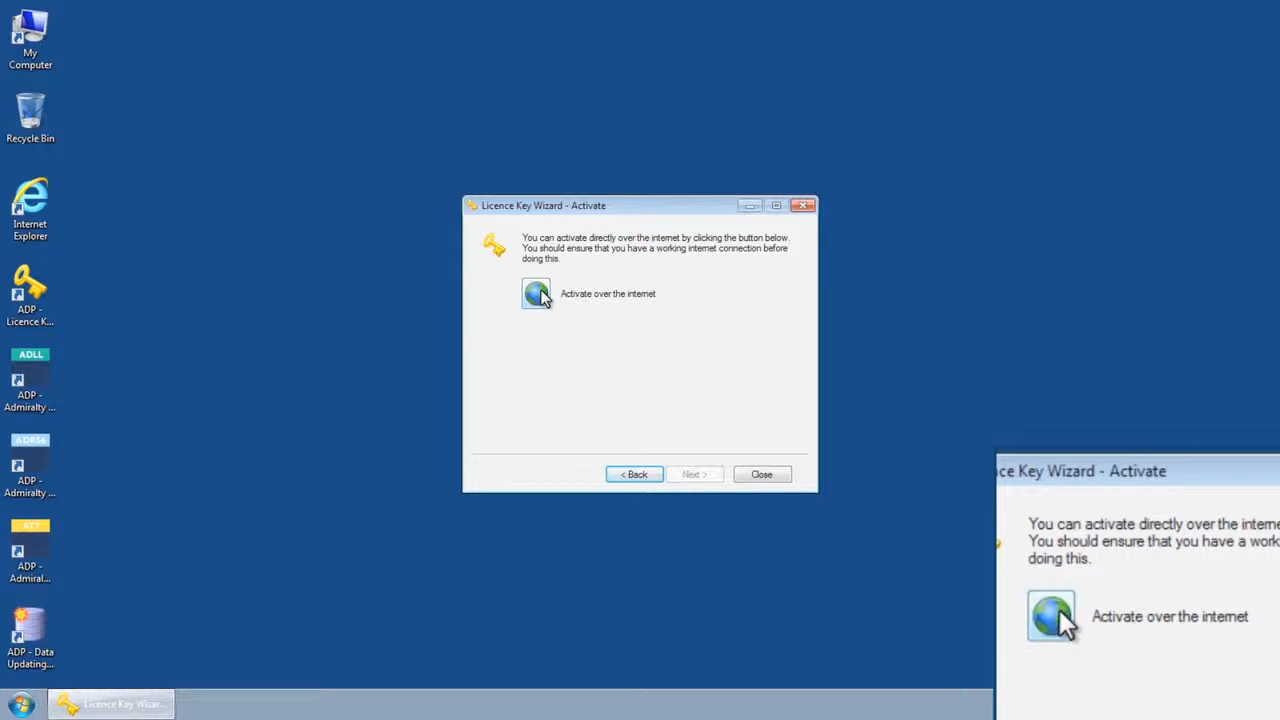 My
Computer
Recycle Bin
Internet
Explorer
ADP -
Licence K...
ADLL
ADP -
Admiralty ...
ADRS6
ADP -
Admiralty ...
ATT
ADP -
Admiral...
ADP - Data
Updating...
Licence Key Wizard - Activate
You can activate directly over the internet by clicking the button below.
You should ensure that you have a working internet connection before
doing this.
Activate over the internet
< Back
Next >
Close
ce Key Wizard - Activate
You can activate directly over the interne
You should ensure that you have a work
doing this.
Activate over the internet
Licence Key Wizar...